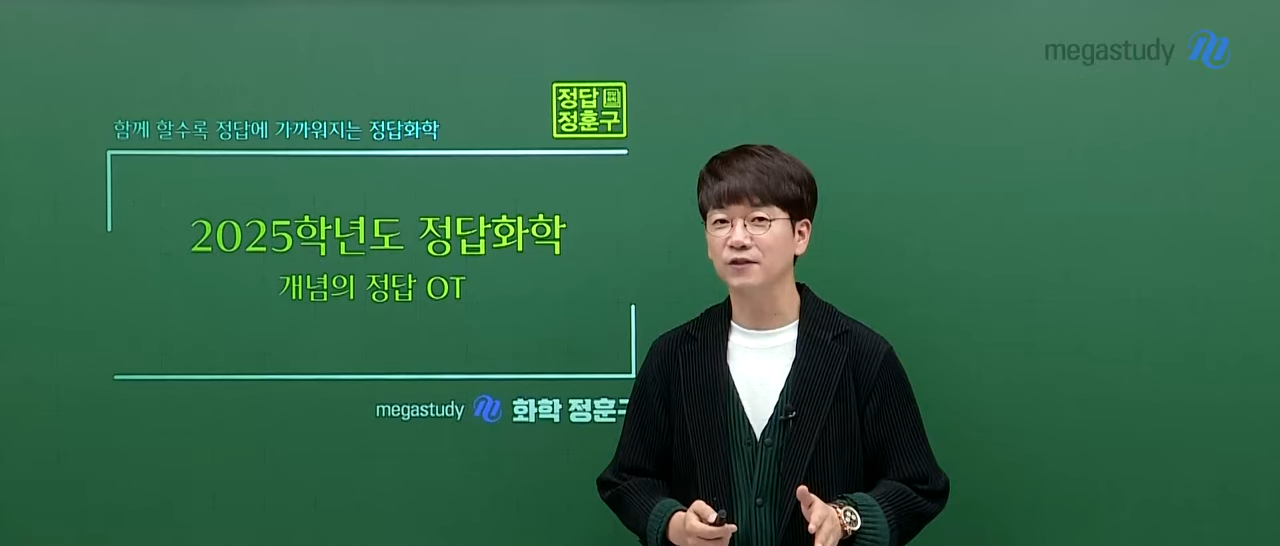 megastudy
정답
정훈구
함께 할수록 정답에 가까워지는 정답화학
2025학년도 정답화학
개념의 정답 OT
megastudy 화학 정훈구